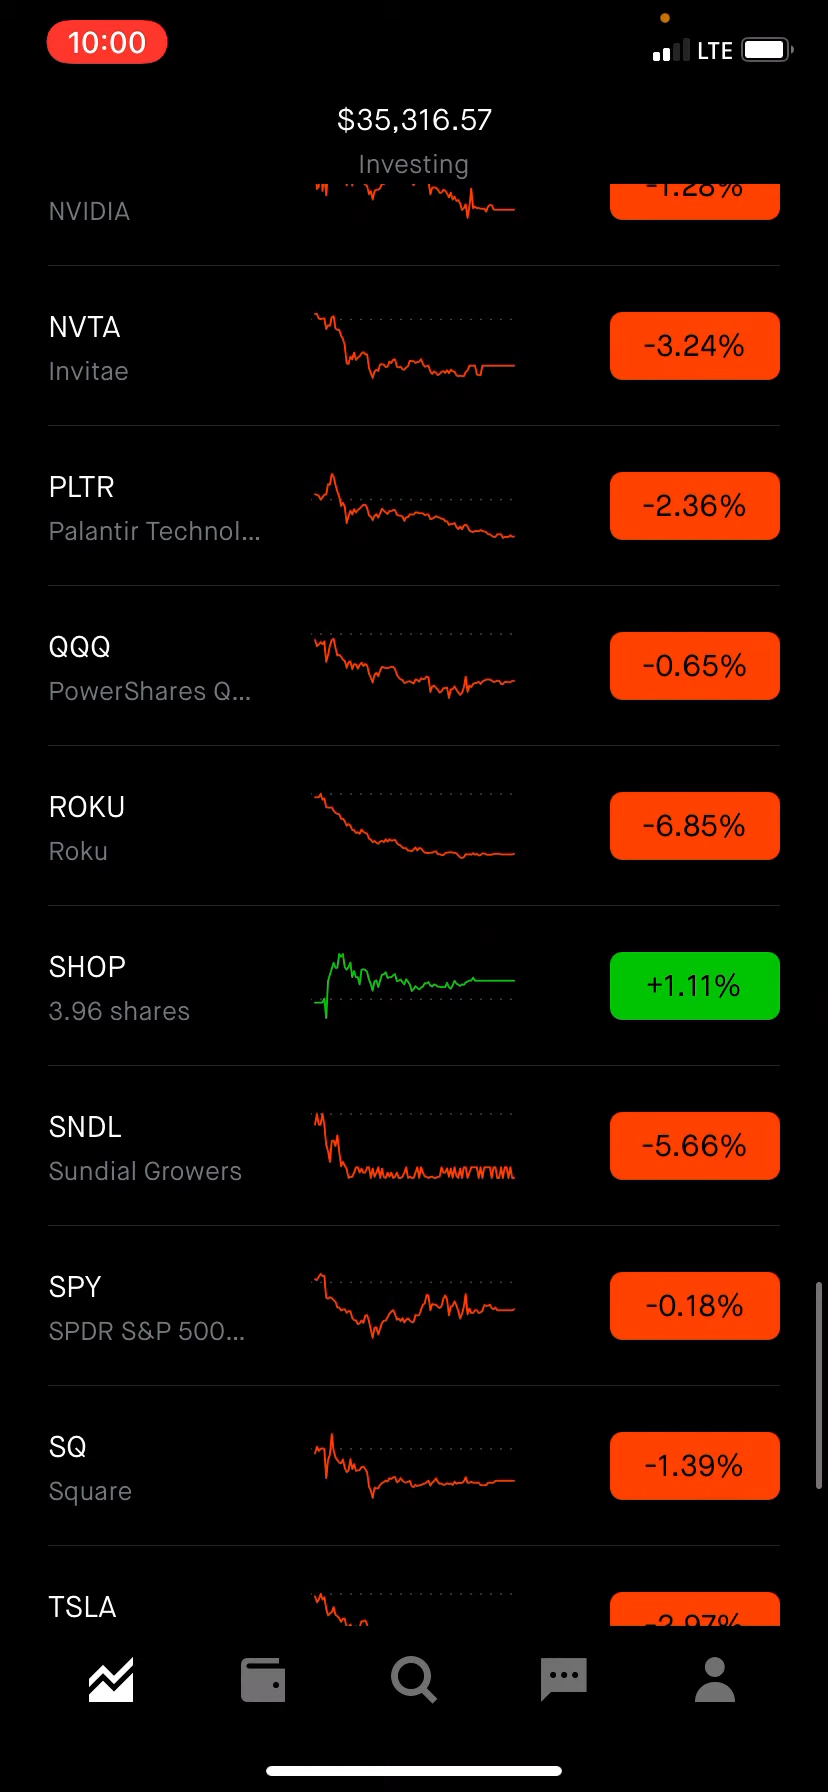 10:00
LTE
$35,316.57
Investing
-1.28%
NVIDIA
NVTA
-3.24%
Invitae
PLTR
-2.36%
Palantir Technol...
QQQ
-0.65%
PowerShares Q...
ROKU
-6.85%
Roku
SHOP
+1.11%
3.96 shares
SNDL
-5.66%
Sundial Growers
SPY
-0.18%
SPDR S&P 500...
SQ
-1.39%
Square
TSLA